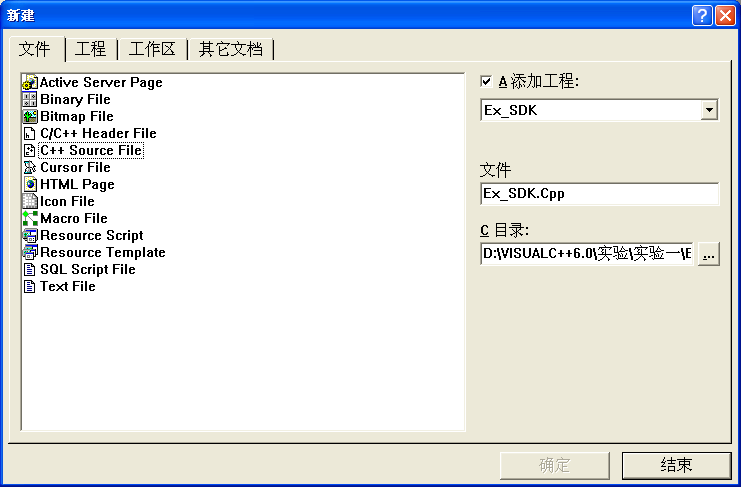 新建
文件 工程 工作区 其它文档
Active Server Page
Binary File
Bitmap File
C/C++ Header File
C++ Source File
Cursor File
HTML Page
Icon File
Macro File
Resource Script
Resource Template
SQL Script File
Text File
A 添加工程:
Ex_SDK
文件
Ex_SDK.Cpp
C 目录:
D:\VISUALC++6.0\实验\实验一\E
...
确定 结束